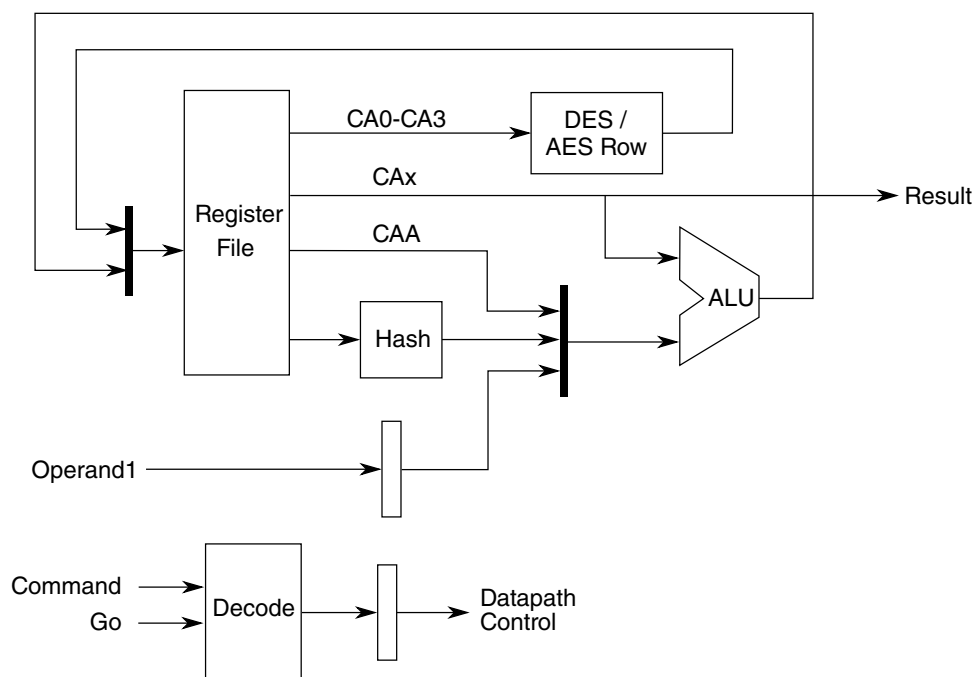 CA0-CA3
DES /
AES Row
CAx
Result
Register
File
CAA
ALU
Hash
Operand1
Command
Go
Decode
Datapath
Control